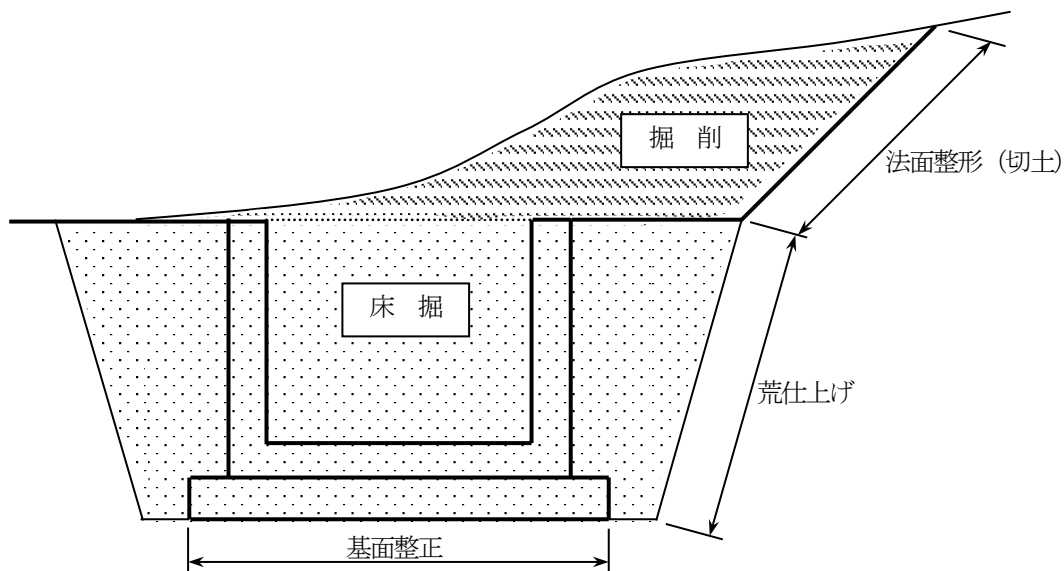 掘　削
法面整形（切土）
床　掘
荒仕上げ
基面整正